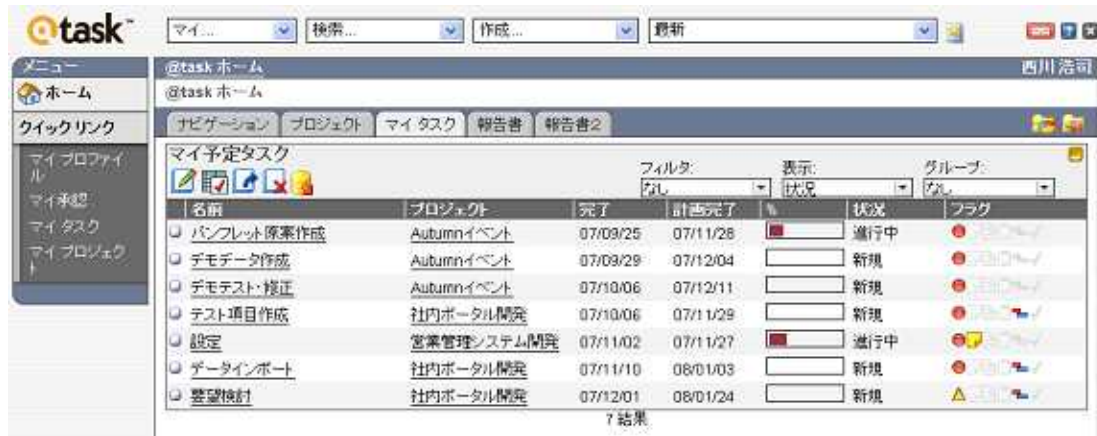 @task
マイ... 検索... 作成... 最新
メニュー
@task ホーム 西川 浩司
ホーム
@task ホーム
クイック リンク
ナビゲーション プロジェクト マイ タスク 報告書 報告書2
マイ プロファイ
ル
マイ承認
マイ タスク
マイ プロジェク
ト
マイ予定タスク
フィルタ: 表示: グループ:
なし 状況 なし
名前 プロジェクト 完了 計画完了 % 状況 フラグ
パンフレット原案作成 Autumnイベント 07/09/25 07/11/28 進行中
デモデータ作成 Autumnイベント 07/09/29 07/12/04 新規
デモテスト・修正 Autumnイベント 07/10/06 07/12/11 新規
テスト項目作成 社内ポータル開発 07/10/06 07/11/29 新規
設定 営業管理システム開発 07/11/02 07/11/27 進行中
データインポート 社内ポータル開発 07/11/10 08/01/03 新規
要望検討 社内ポータル開発 07/12/01 08/01/24 新規
7 結果